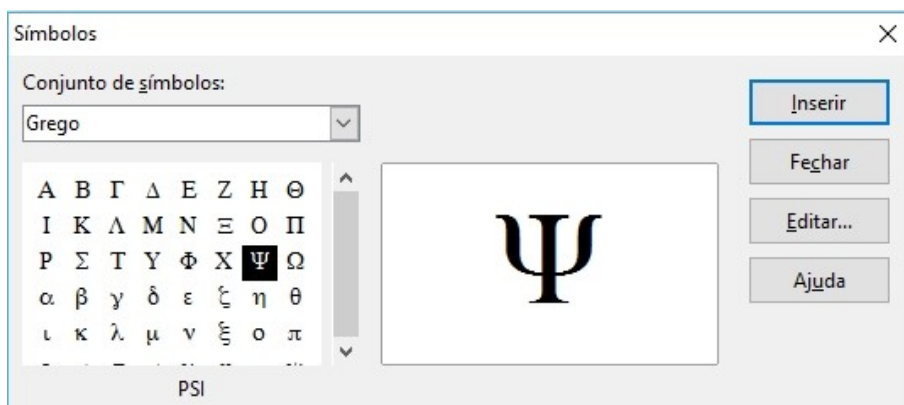 Símbolos
Conjunto de símbolos:
Grego
Α Β Γ Δ Ε Ζ Η Θ
Ι Κ Λ Μ Ν Ξ Ο Π
Ρ Σ Τ Υ Φ Χ Ψ Ω
α β γ δ ε ζ η θ
ι κ λ μ ν ξ ο π
PSI
Ψ
Inserir
Fechar
Editar...
Ajuda